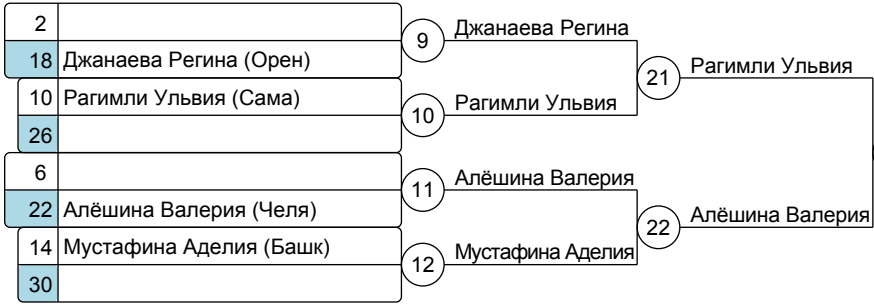 2
9
Джанаева Регина
18 Джанаева Регина (Орен)
21
Рагимли Ульвия
10 Рагимли Ульвия (Сама)
10
Рагимли Ульвия
26
6
11
Алёшина Валерия
22 Алёшина Валерия (Челя)
22
Алёшина Валерия
14 Мустафина Аделия (Башк)
12
Мустафина Аделия
30